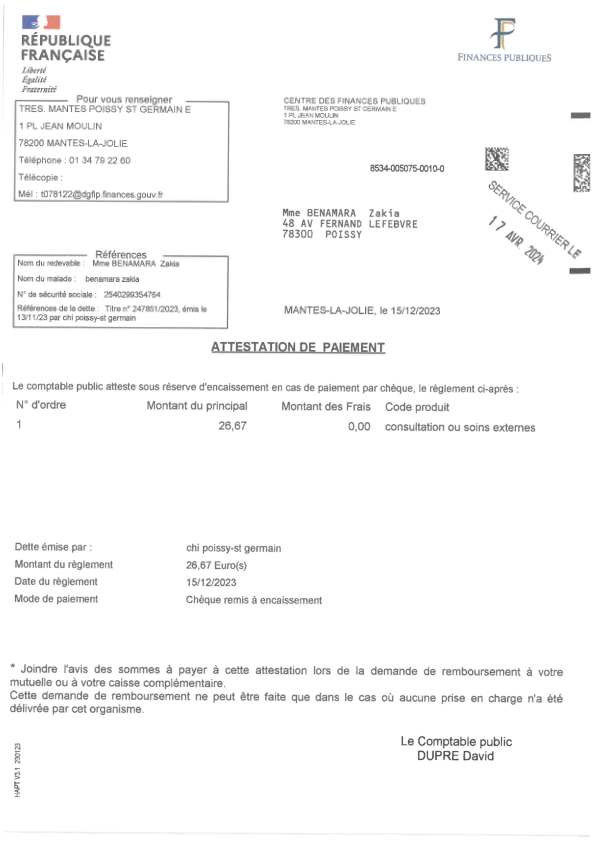 RÉPUBLIQUE
FRANÇAISE
Liberté
Égalité
Fraternité
FINANCES PUBLIQUES
Pour vous renseigner
TRES. MANTES POISSY ST GERMAIN E
1 PL JEAN MOULIN
78200 MANTES-LA-JOLIE
Téléphone : 01 34 79 22 60
Télécopie :
Mél : t078122@dgfip.finances.gouv.fr
CENTRE DES FINANCES PUBLIQUES
TRES. MANTES POISSY ST GERMAIN E
1 PL JEAN MOULIN
78200 MANTES-LA-JOLIE
8534-005075-0010-0
SERVICE COURRIER LE
17 AVR. 2024
Mme BENAMARA Zakia
48 AV FERNAND LEFEBVRE
78300 POISSY
Références
Nom du redevable : Mme BENAMARA Zakia
Nom du malade : benamara zakia
N° de sécurité sociale : 2540299354764
Références de la dette : Titre n° 247851/2023, émis le
13/11/23 par chi poissy-st germain
MANTES-LA-JOLIE, le 15/12/2023
ATTESTATION DE PAIEMENT
Le comptable public atteste sous réserve d'encaissement en cas de paiement par chèque, le règlement ci-après :
N° d'ordre Montant du principal Montant des Frais Code produit
1 26,67 0,00 consultation ou soins externes
Dette émise par : chi poissy-st germain
Montant du règlement 26,67 Euro(s)
Date du règlement 15/12/2023
Mode de paiement Chèque remis à encaissement
* Joindre l'avis des sommes à payer à cette attestation lors de la demande de remboursement à votre
mutuelle ou à votre caisse complémentaire.
Cette demande de remboursement ne peut être faite que dans le cas où aucune prise en charge n'a été
délivrée par cet organisme.
Le Comptable public
DUPRE David
HAPT V3.1 230123